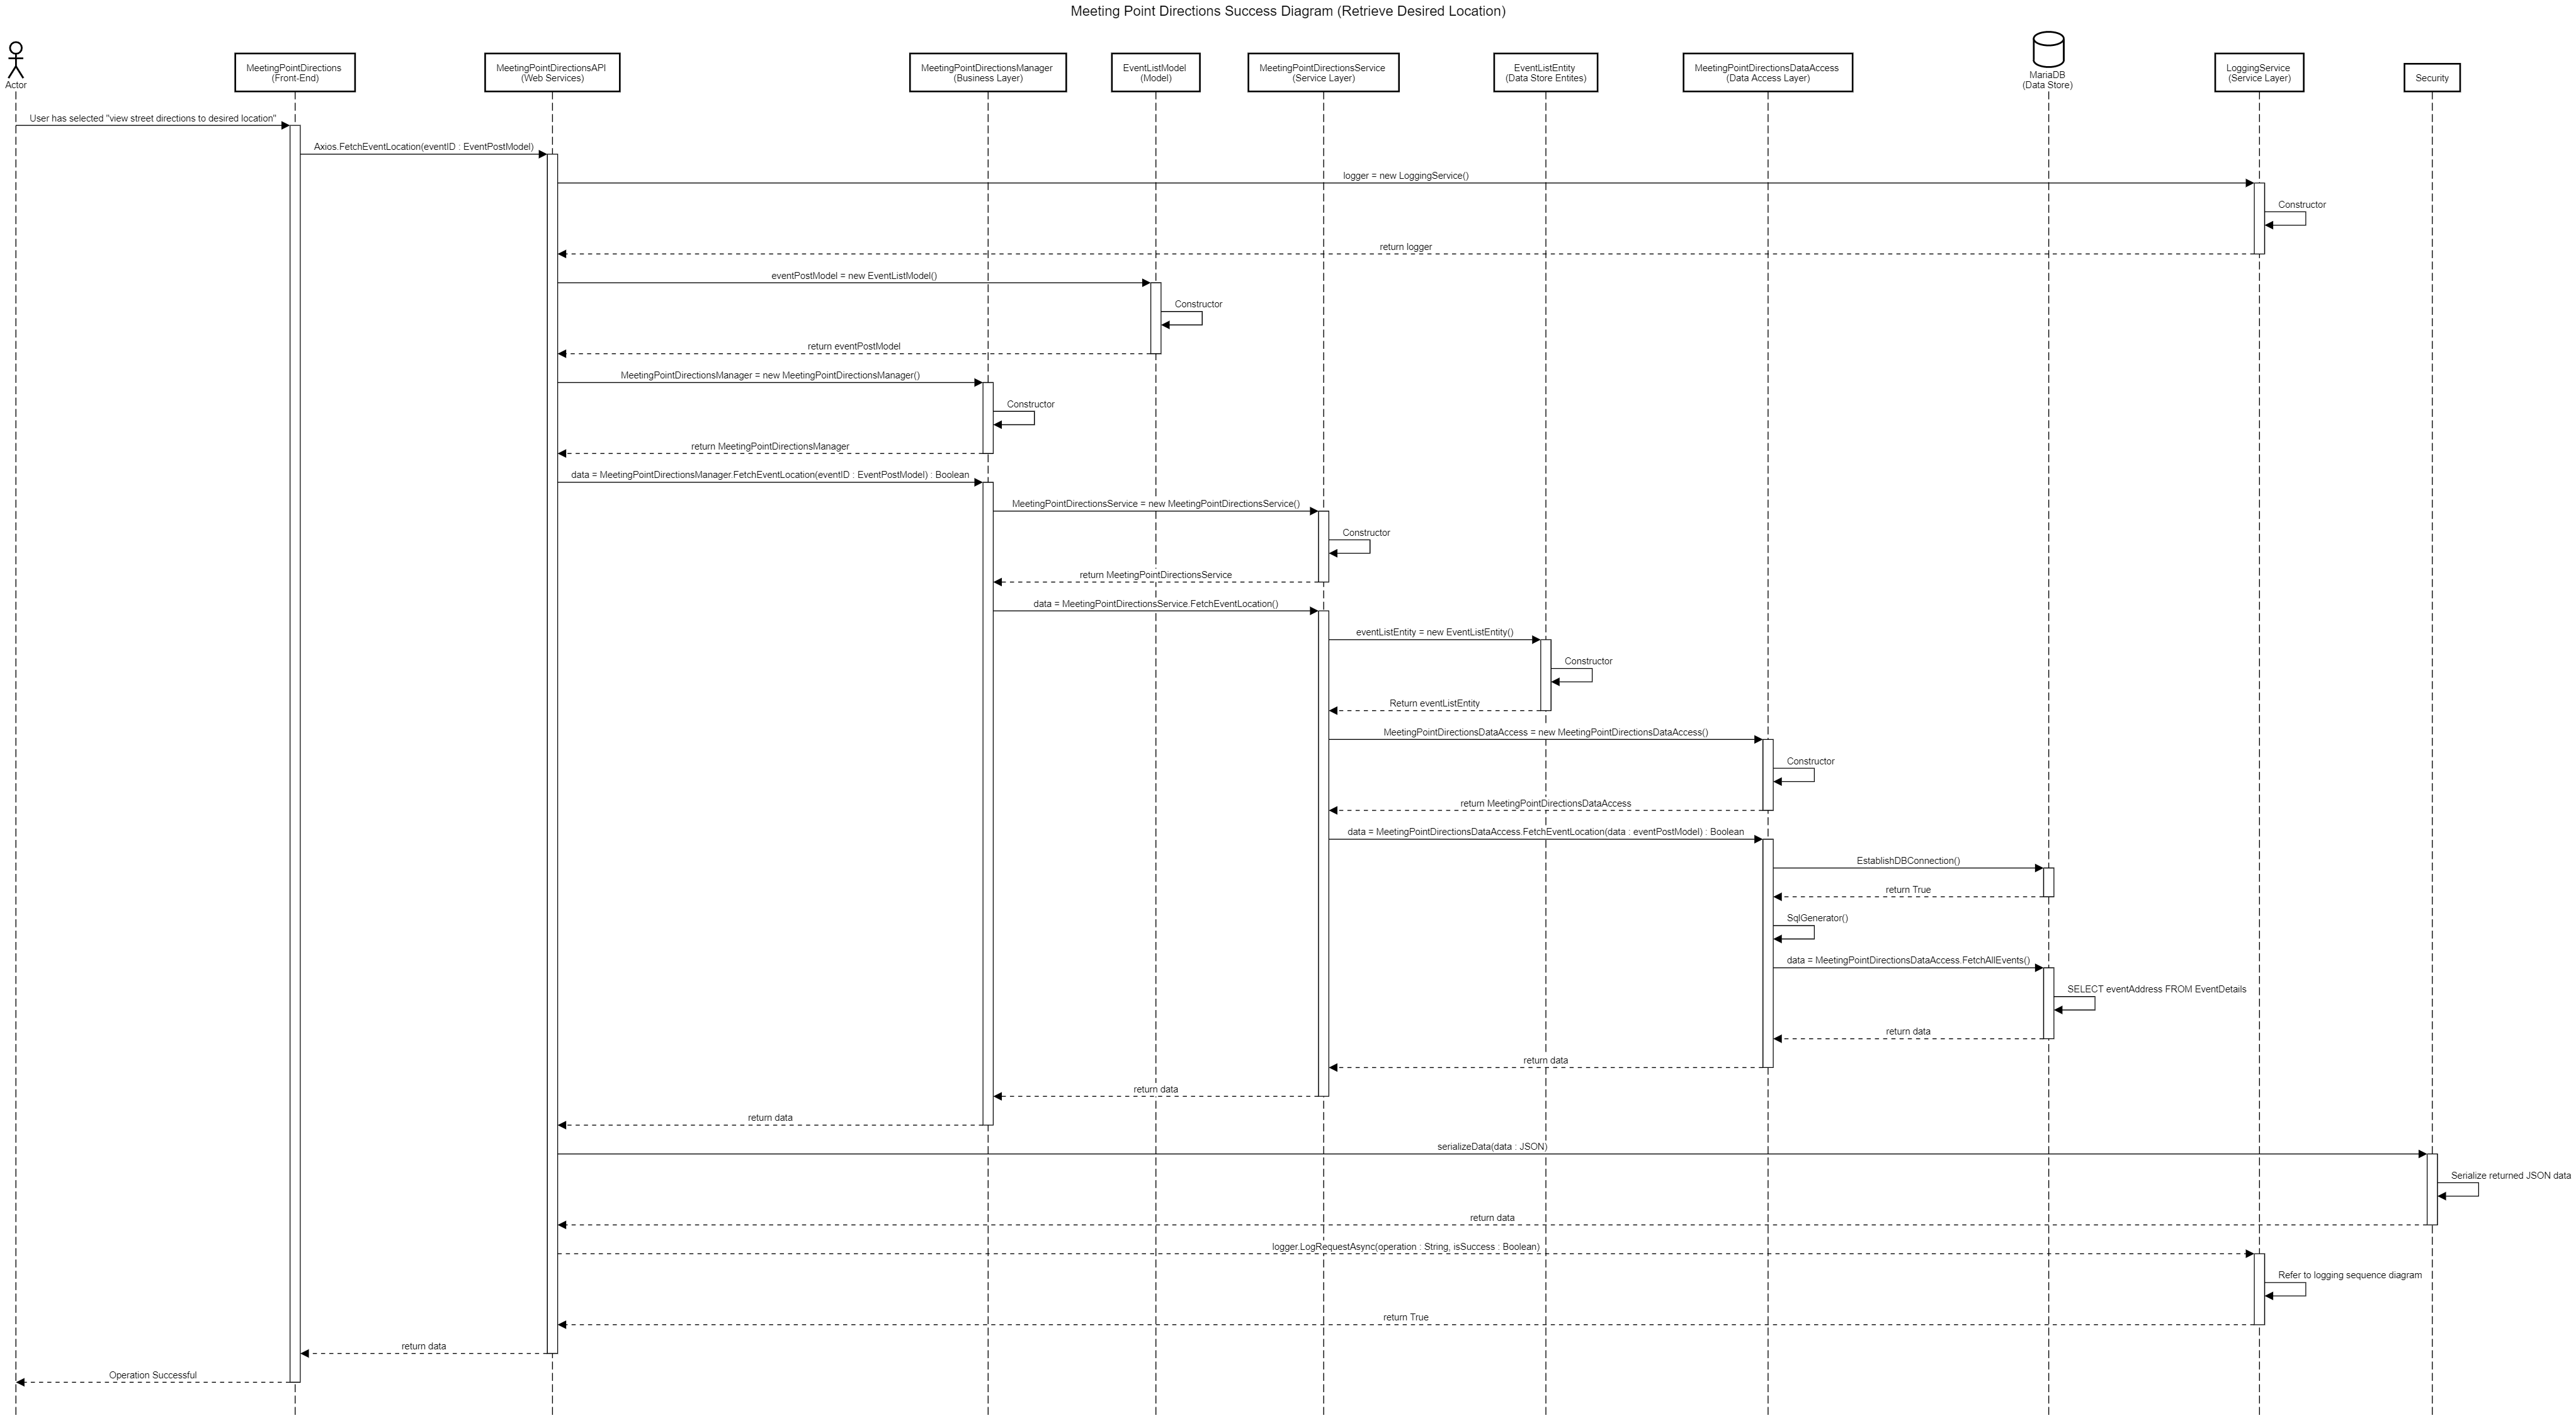 Meeting Point Directions Success Diagram (Retrieve Desired Location)
Actor
MeetingPointDirections
(Front-End)
MeetingPointDirectionsAPI
(Web Services)
MeetingPointDirectionsManager
(Business Layer)
EventListModel
(Model)
MeetingPointDirectionsService
(Service Layer)
EventListEntity
(Data Store Entites)
MeetingPointDirectionsDataAccess
(Data Access Layer)
MariaDB
(Data Store)
LoggingService
(Service Layer)
Security
User has selected "view street directions to desired location"
Axios.FetchEventLocation(eventID : EventPostModel)
logger = new LoggingService()
Constructor
return logger
eventPostModel = new EventListModel()
Constructor
return eventPostModel
MeetingPointDirectionsManager = new MeetingPointDirectionsManager()
Constructor
return MeetingPointDirectionsManager
data = MeetingPointDirectionsManager.FetchEventLocation(eventID : EventPostModel) : Boolean
MeetingPointDirectionsService = new MeetingPointDirectionsService()
Constructor
return MeetingPointDirectionsService
data = MeetingPointDirectionsService.FetchEventLocation()
eventListEntity = new EventListEntity()
Constructor
Return eventListEntity
MeetingPointDirectionsDataAccess = new MeetingPointDirectionsDataAccess()
Constructor
return MeetingPointDirectionsDataAccess
data = MeetingPointDirectionsDataAccess.FetchEventLocation(data : eventPostModel) : Boolean
EstablishDBConnection()
return True
SqlGenerator()
data = MeetingPointDirectionsDataAccess.FetchAllEvents()
SELECT eventAddress FROM EventDetails
return data
return data
return data
return data
serializeData(data : JSON)
Serialize returned JSON data
return data
logger.LogRequestAsync(operation : String, isSuccess : Boolean)
Refer to logging sequence diagram
return True
return data
Operation Successful